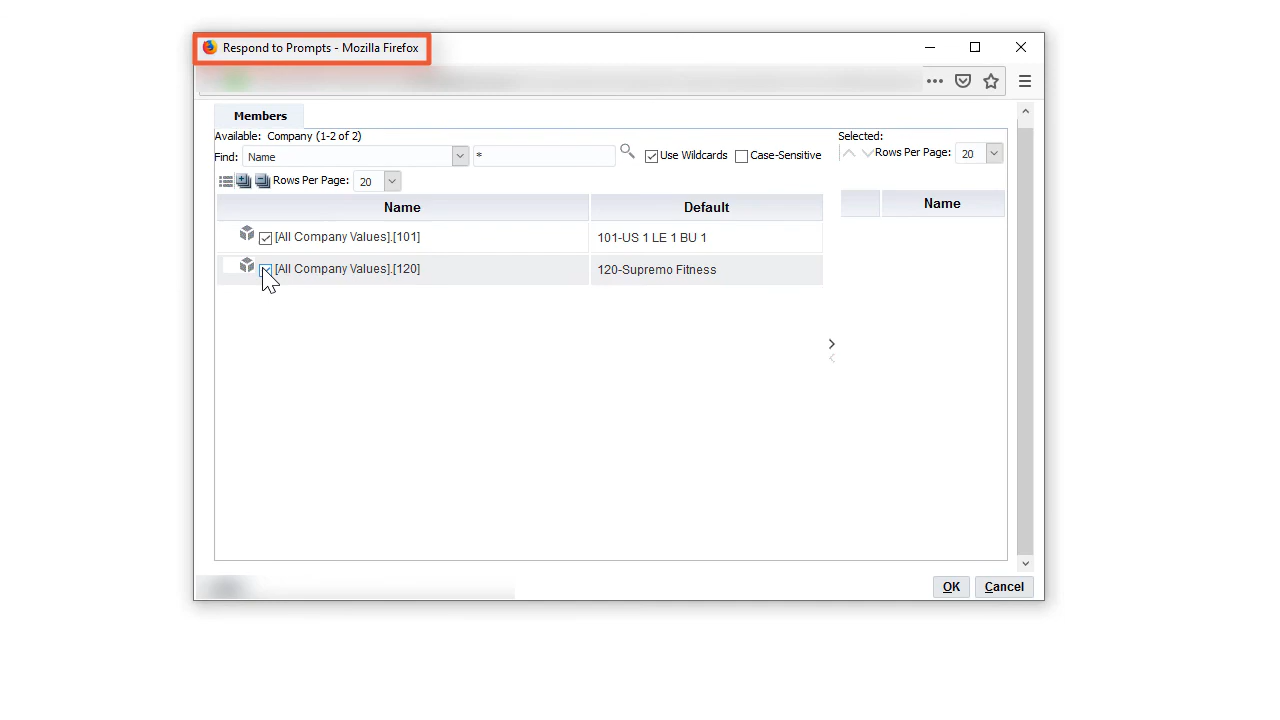 Respond to Prompts - Mozilla Firefox
Members
Available: Company (1-2 of 2)
Selected:
Find: Name * Use Wildcards Case-Sensitive
Rows Per Page: 20
Rows Per Page: 20
Name Default
Name
[All Company Values].[101] 101-US 1 LE 1 BU 1
[All Company Values].[120] 120-Supremo Fitness
OK Cancel